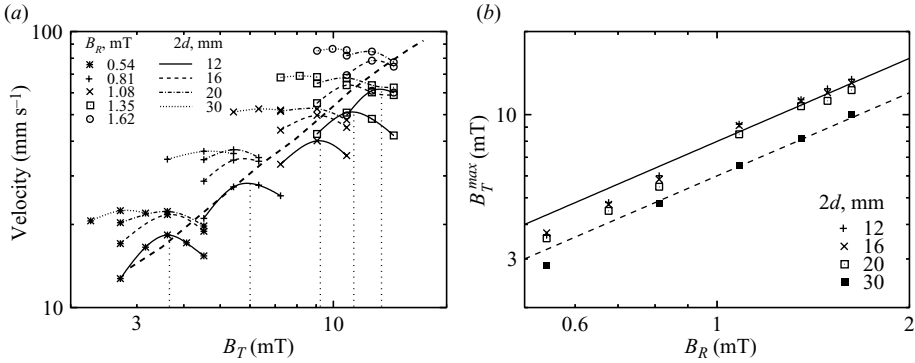 (a)
100
B_R, mT 2d, mm
0.54 12
0.81 16
1.08 20
1.35 30
1.62
Velocity (mm s⁻¹)
10
3 10
B_T (mT)
(b)
10
B_T^max (mT)
3
2d, mm
12
16
20
30
0.6 1 2
B_R (mT)